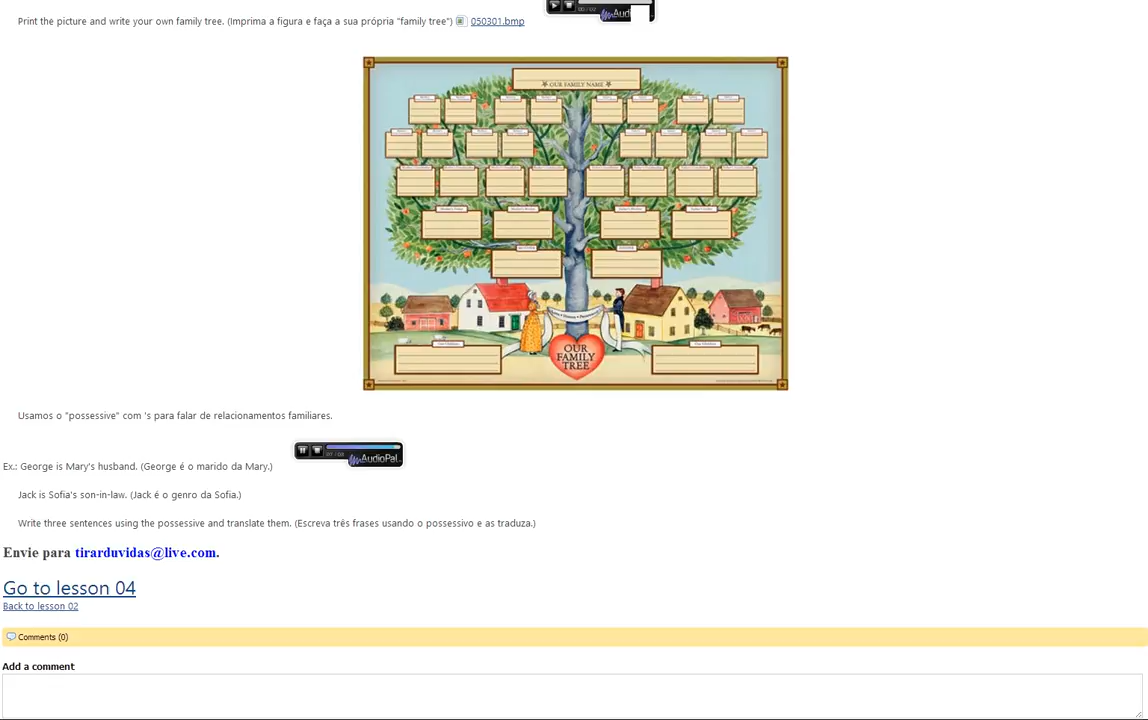 Print the picture and write your own family tree. (Imprima a figura e faça a sua própria "family tree") 050301.bmp
OUR FAMILY NAME
MOTHER
FATHER
OUR
FAMILY
TREE
Usamos o "possessive" com 's para falar de relacionamentos familiares.
AudioPal
Ex.: George is Mary's husband. (George é o marido da Mary.)
Jack is Sofia's son-in-law. (Jack é o genro da Sofia.)
Write three sentences using the possessive and translate them. (Escreva três frases usando o possessivo e as traduza.)
Envie para tirarduvidas@live.com.
Go to lesson 04
Back to lesson 02
Comments (0)
Add a comment